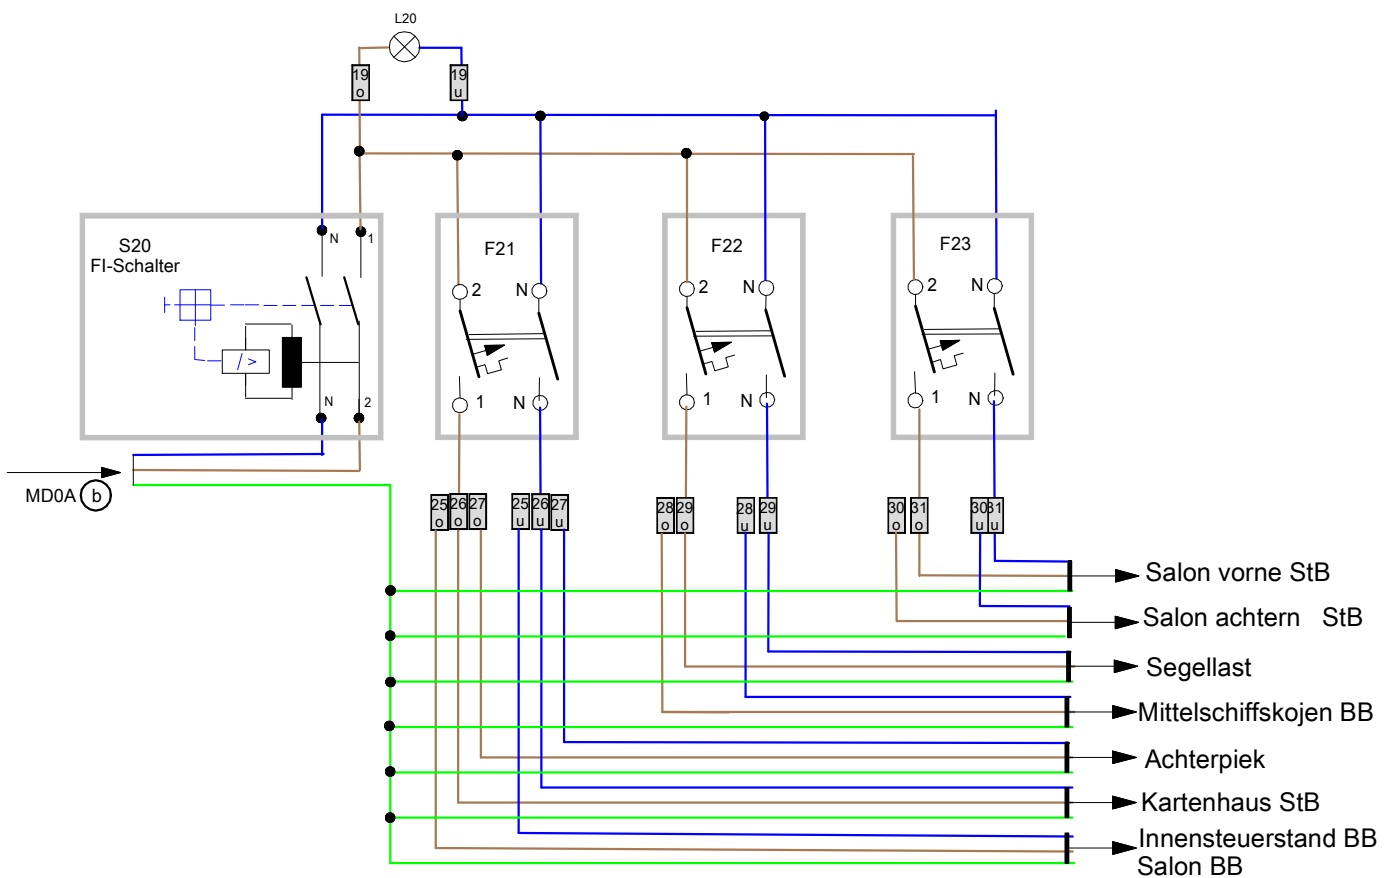 L20
19 o
19 u
S20
FI-Schalter
N 1
/>
N 2
F21
2 N
1 N
F22
2 N
1 N
F23
2 N
1 N
MD0A b
25 o
26 o
27 o
25 u
26 u
27 u
28 o
29 o
28 u
29 u
30 o
31 o
30 u
31 u
Salon vorne StB
Salon achtern StB
Segellast
Mittelschiffskojen BB
Achterpiek
Kartenhaus StB
Innensteuerstand BB
Salon BB